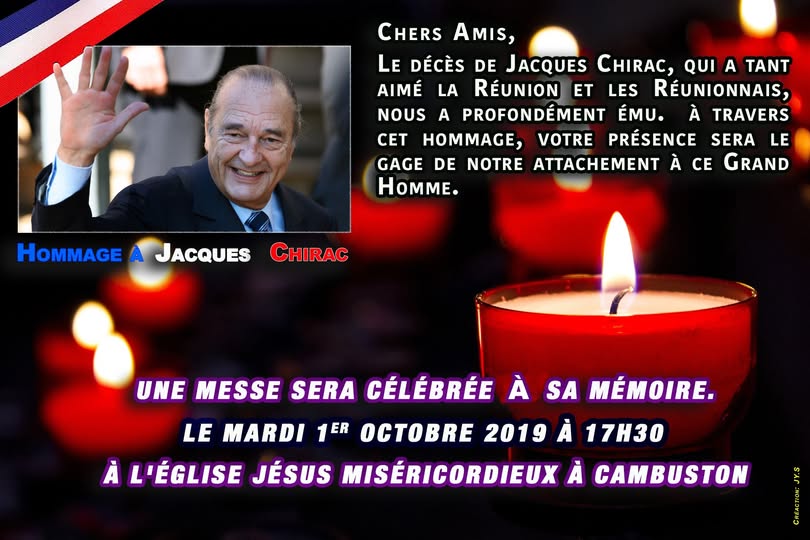 Chers Amis,
Le décès de Jacques Chirac, qui a tant
aimé la Réunion et les Réunionnais,
nous a profondément ému. À travers
cet hommage, votre présence sera le
gage de notre attachement à ce Grand
Homme.
Hommage à Jacques Chirac
UNE MESSE SERA CÉLÉBRÉE À SA MÉMOIRE.
LE MARDI 1ER OCTOBRE 2019 À 17H30
À L'ÉGLISE JÉSUS MISÉRICORDIEUX À CAMBUSTON
Créaction: JY.S